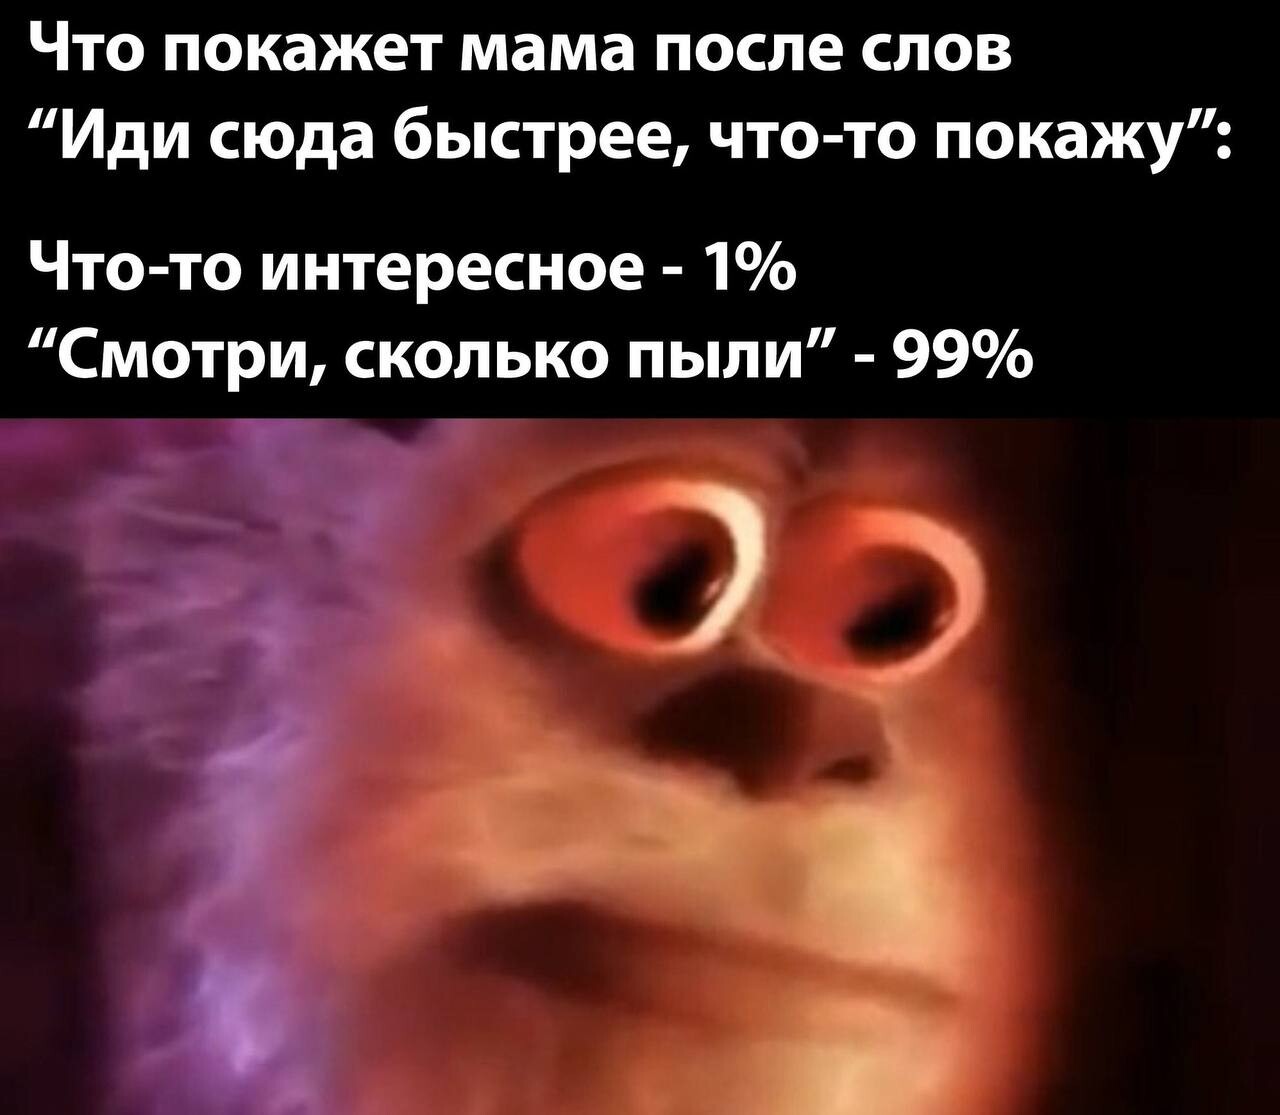 Что покажет мама после слов
“Иди сюда быстрее, что-то покажу”:
Что-то интересное - 1%
“Смотри, сколько пыли” - 99%